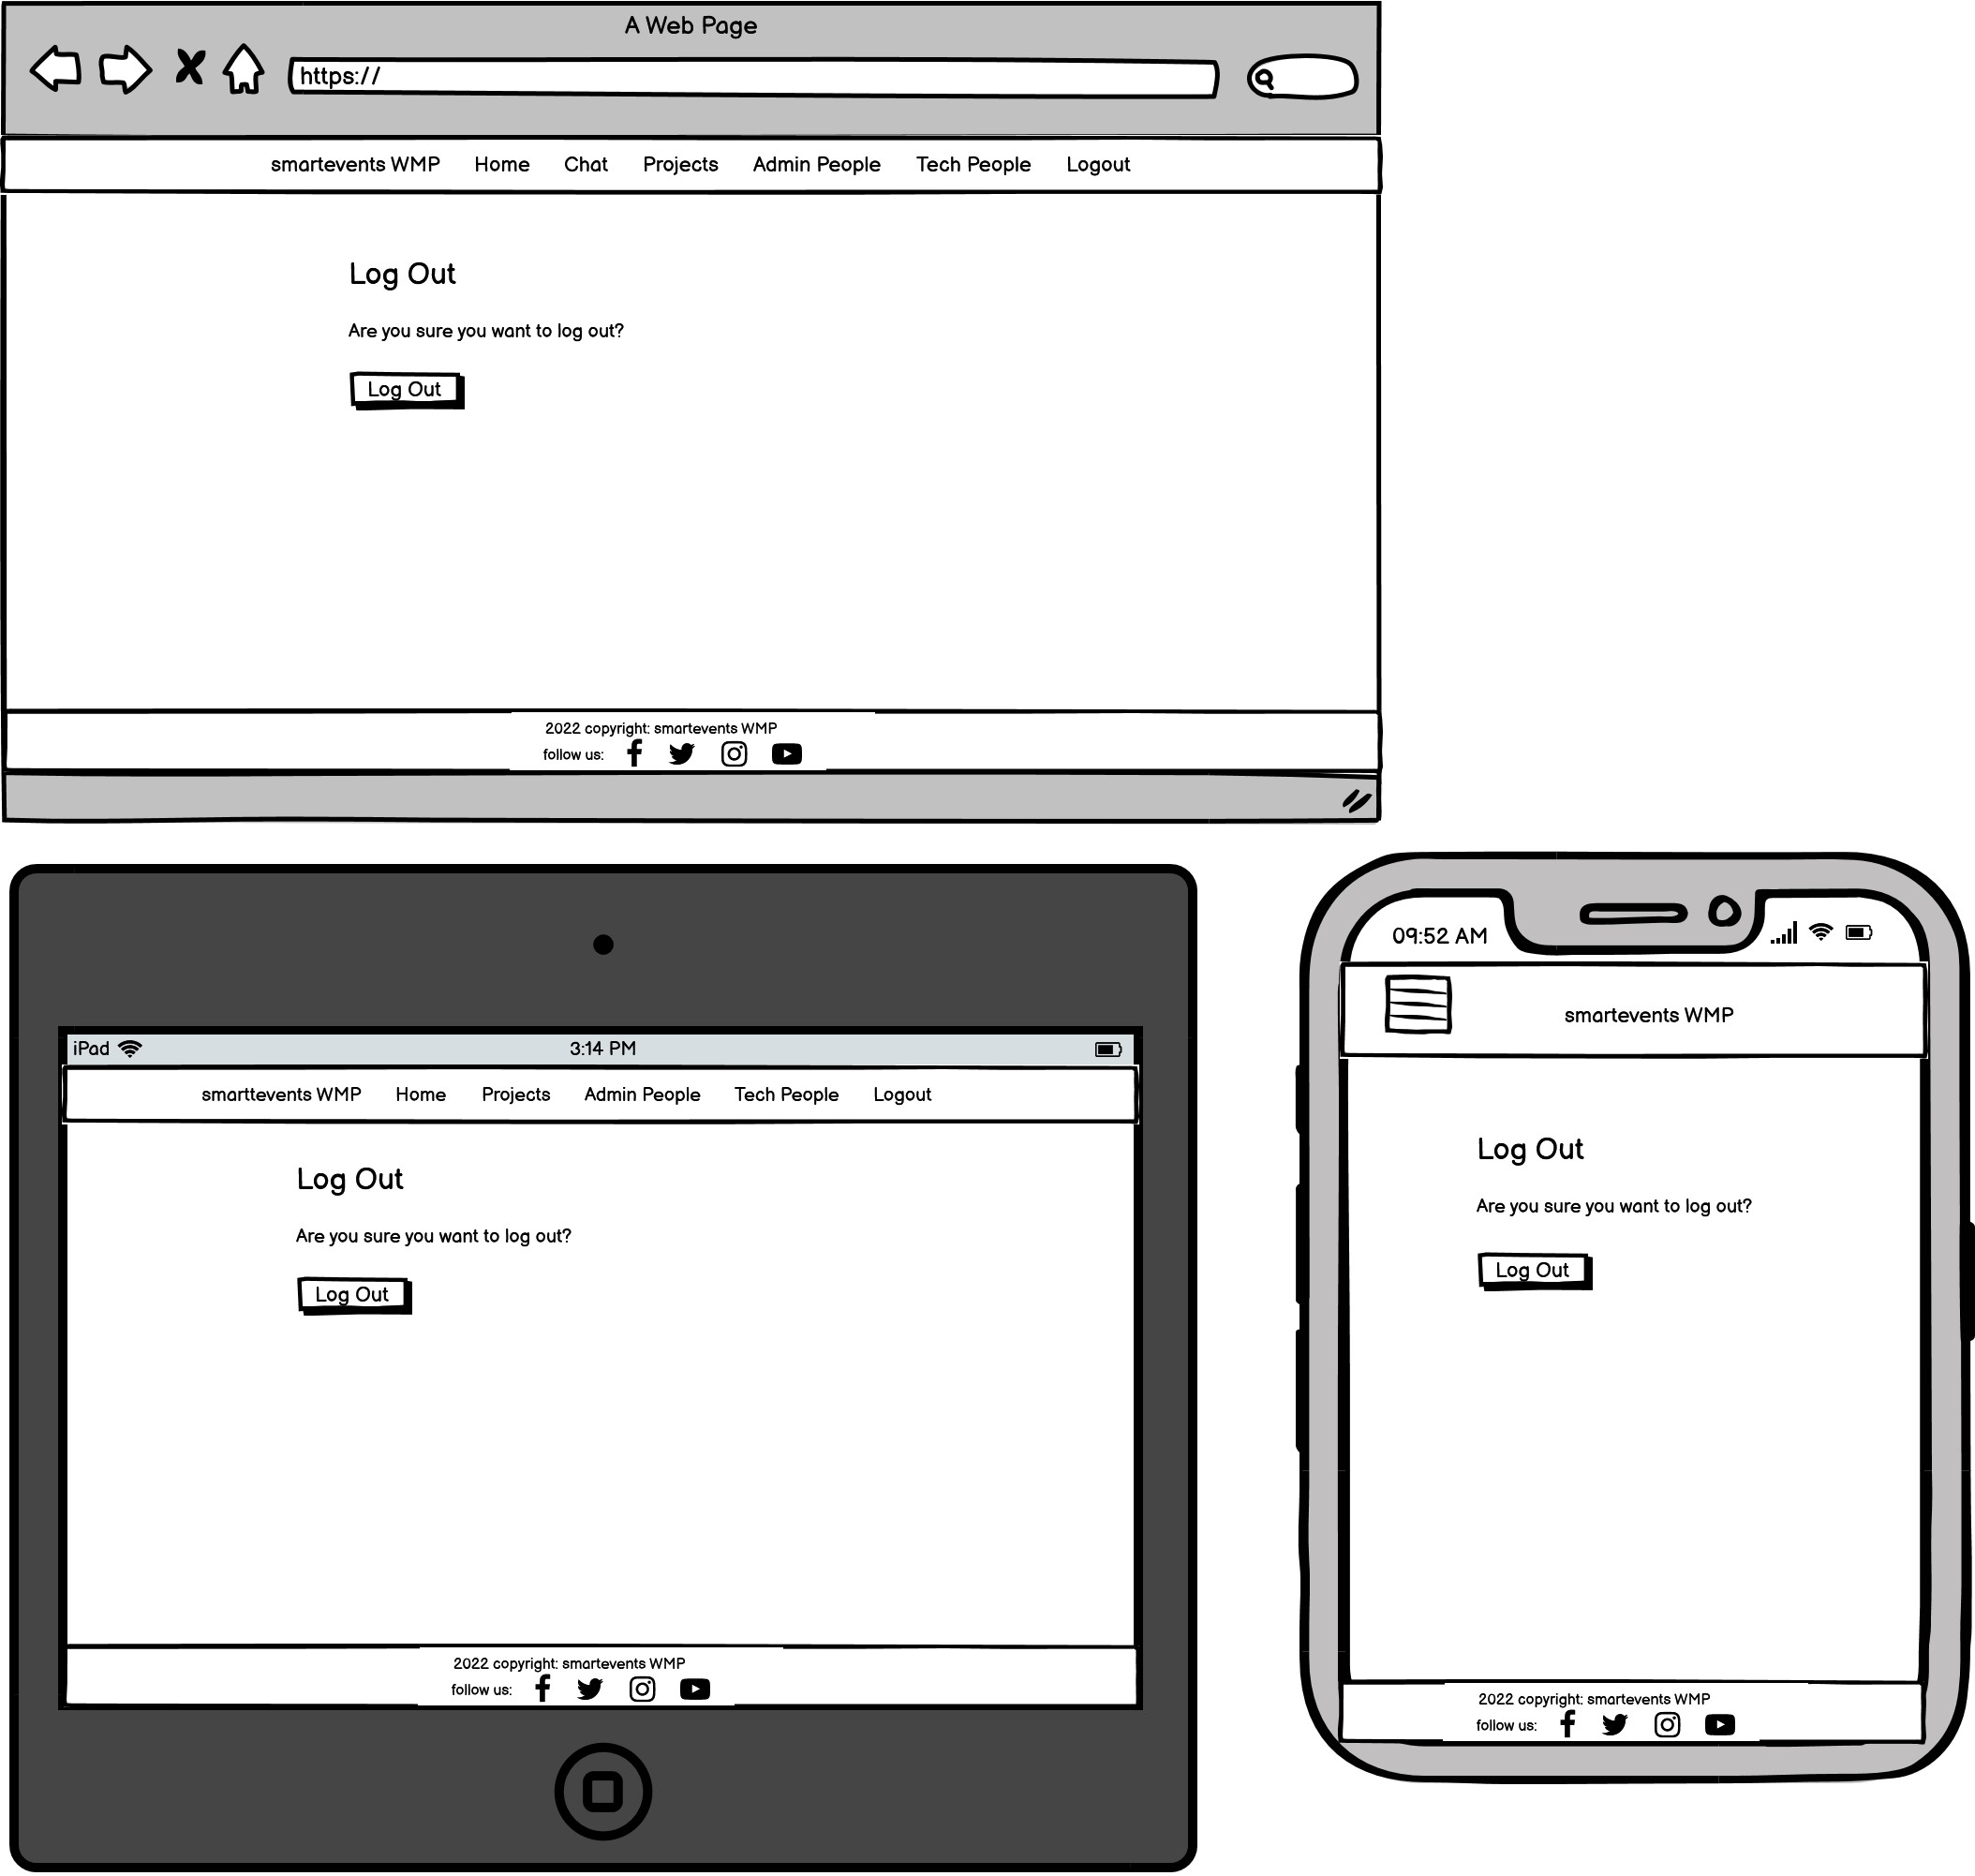 A Web Page
https://
smartevents WMP Home Chat Projects Admin People Tech People Logout
Log Out
Are you sure you want to log out?
Log Out
2022 copyright: smartevents WMP
follow us:
iPad 3:14 PM
smarttevents WMP Home Projects Admin People Tech People Logout
Log Out
Are you sure you want to log out?
Log Out
2022 copyright: smartevents WMP
follow us:
09:52 AM
smartevents WMP
Log Out
Are you sure you want to log out?
Log Out
2022 copyright: smartevents WMP
follow us: